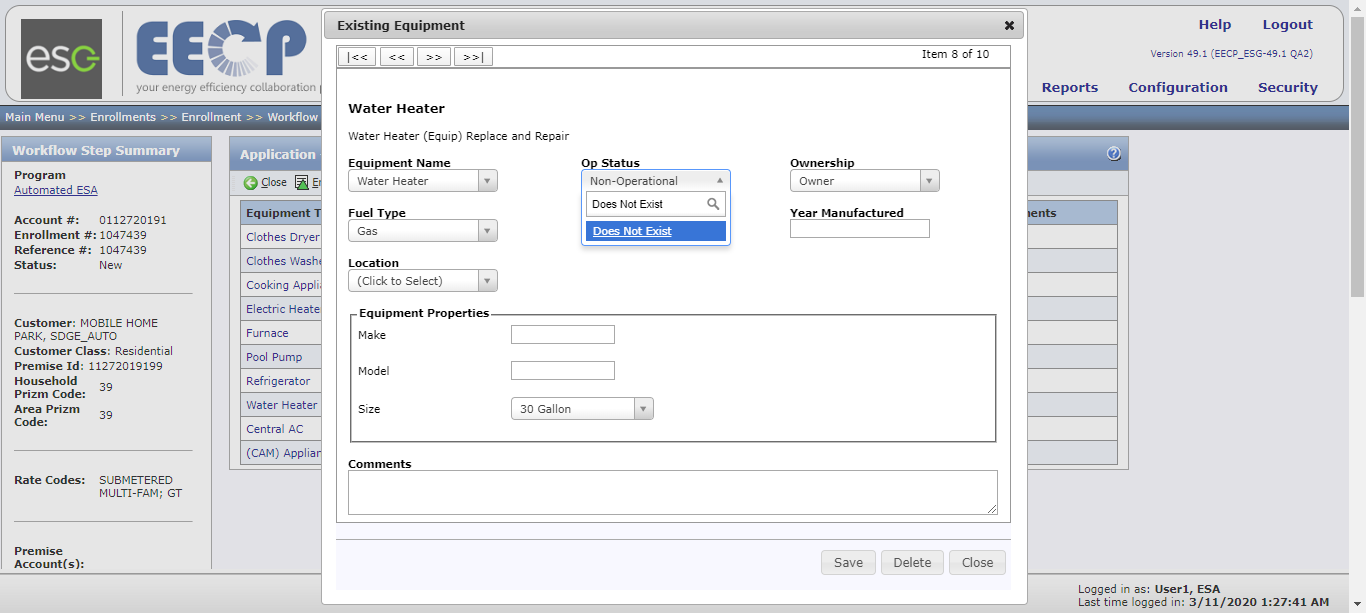 esg
EECP
your energy efficiency collaboration
Help
Logout
Version 49.1 (EECP_ESG-49.1 QA2)
Reports
Configuration
Security
Main Menu >> Enrollments >> Enrollment >> Workflow
Workflow Step Summary
Program
Automated ESA
Account #: 0112720191
Enrollment #: 1047439
Reference #: 1047439
Status: New
Customer: MOBILE HOME
PARK, SDGE_AUTO
Customer Class: Residential
Premise Id: 11272019199
Household
Prizm Code: 39
Area Prizm
Code: 39
Rate Codes: SUBMETERED
MULTI-FAM; GT
Premise
Account(s):
Application
Close
Equipment T
Clothes Dryer
Clothes Washe
Cooking Applia
Electric Heate
Furnace
Pool Pump
Refrigerator
Water Heater
Central AC
(CAM) Applian
ents
Existing Equipment
|<< << >> >>|
Item 8 of 10
Water Heater
Water Heater (Equip) Replace and Repair
Equipment Name
Water Heater
Op Status
Non-Operational
Does Not Exist
Does Not Exist
Ownership
Owner
Fuel Type
Gas
Year Manufactured
Location
(Click to Select)
Equipment Properties
Make
Model
Size
30 Gallon
Comments
Save
Delete
Close
Logged in as: User1, ESA
Last time logged in: 3/11/2020 1:27:41 AM